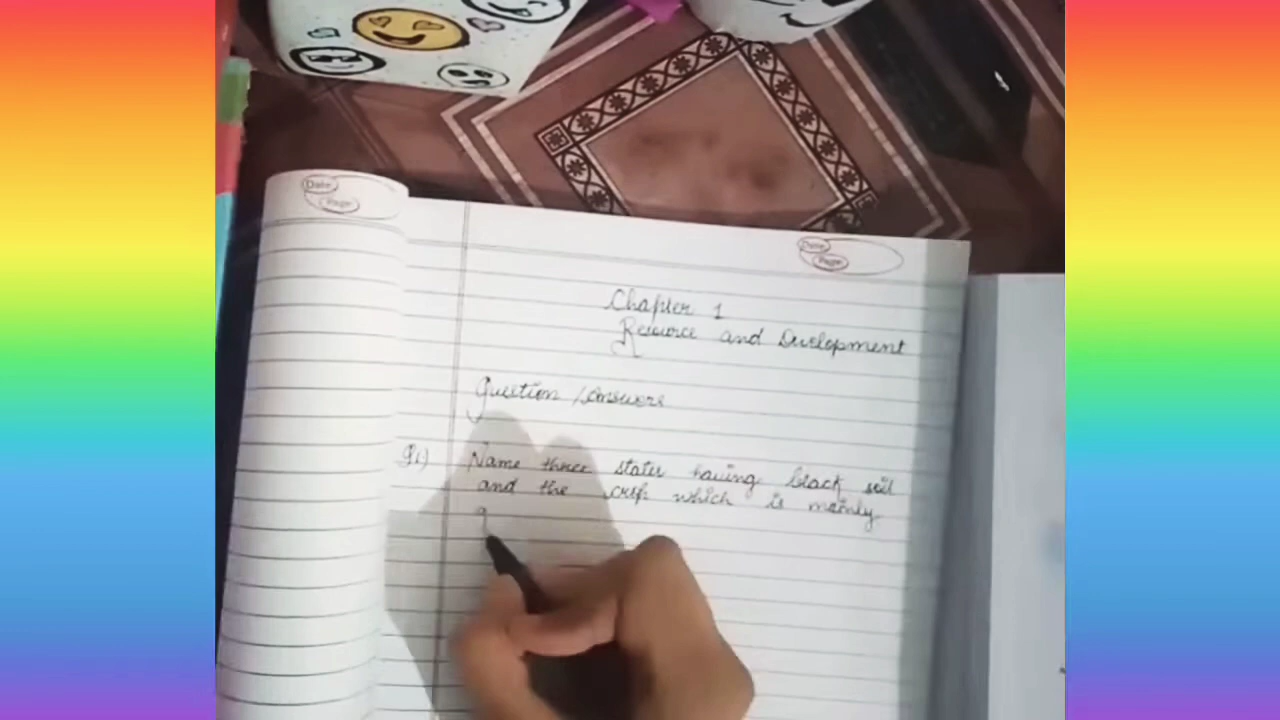 Date
Page
Date
Page
Chapter 1
Resource and Development
Question / Answers
Q1) Name three states having black soil
and the crop which is mainly
g